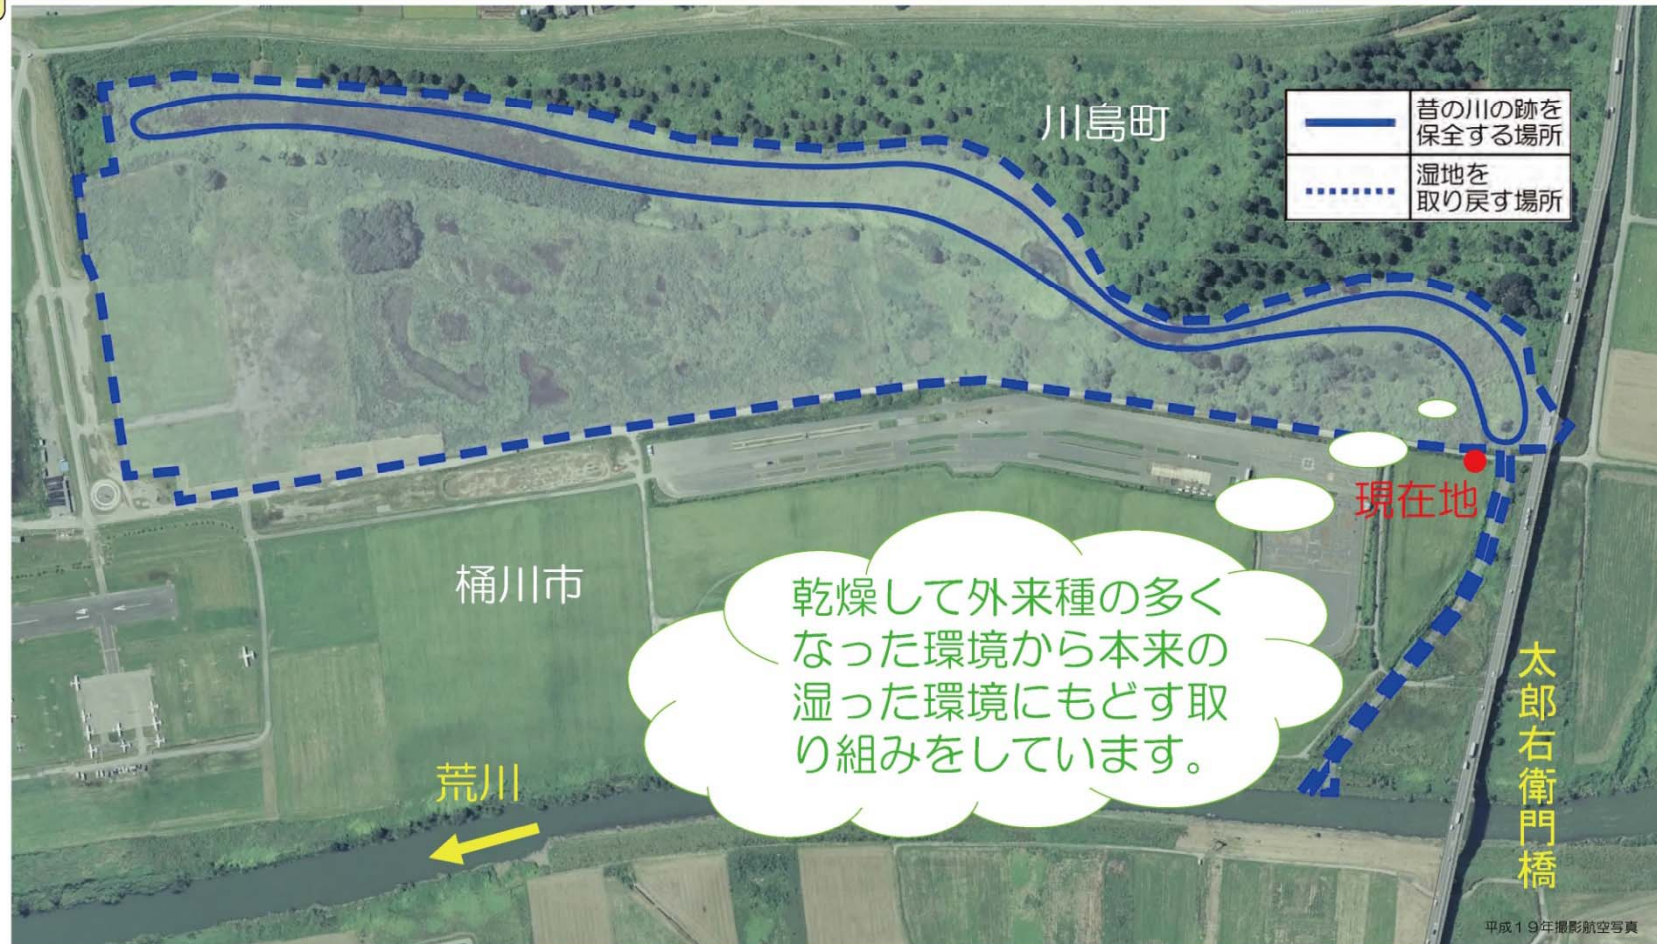 川島町
昔の川の跡を
保全する場所
湿地を
取り戻す場所
現在地
桶川市
乾燥して外来種の多く
なった環境から本来の
湿った環境にもどす取
り組みをしています。
荒川
太郎右衛門橋
平成19年撮影航空写真